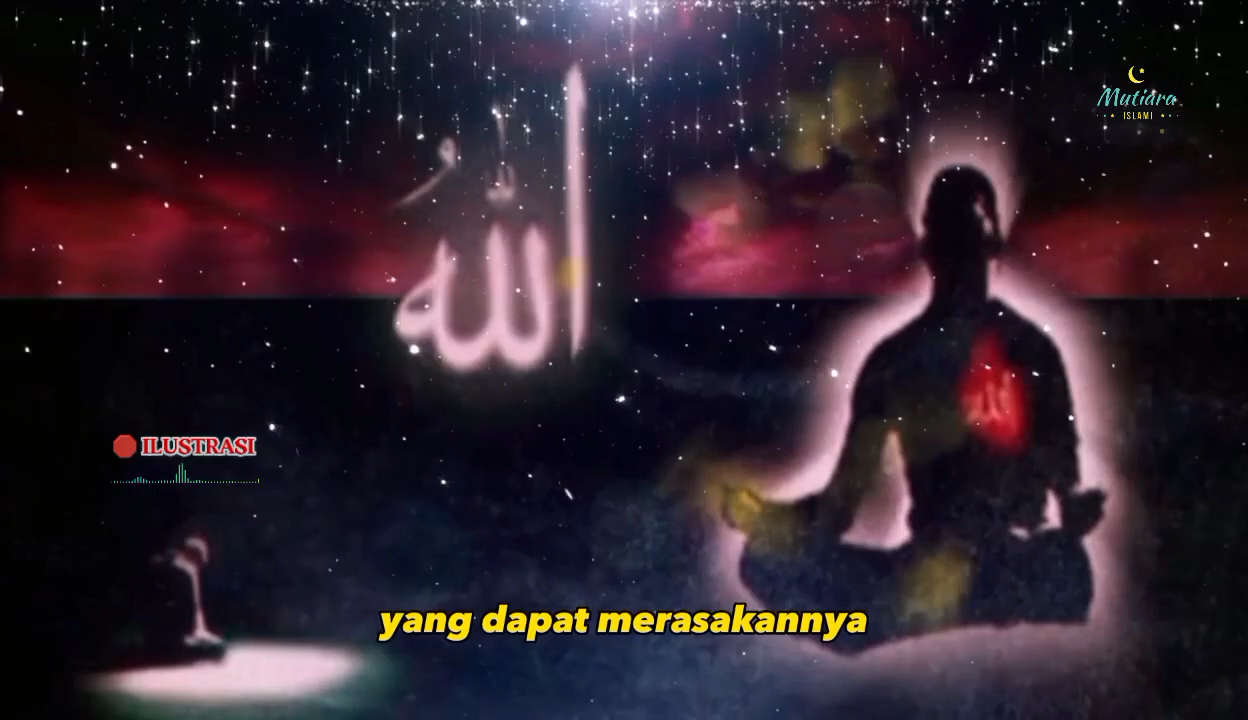 Mutiara
ISLAMI
اللهُ
الله
ILUSTRASI
yang dapat merasakannya